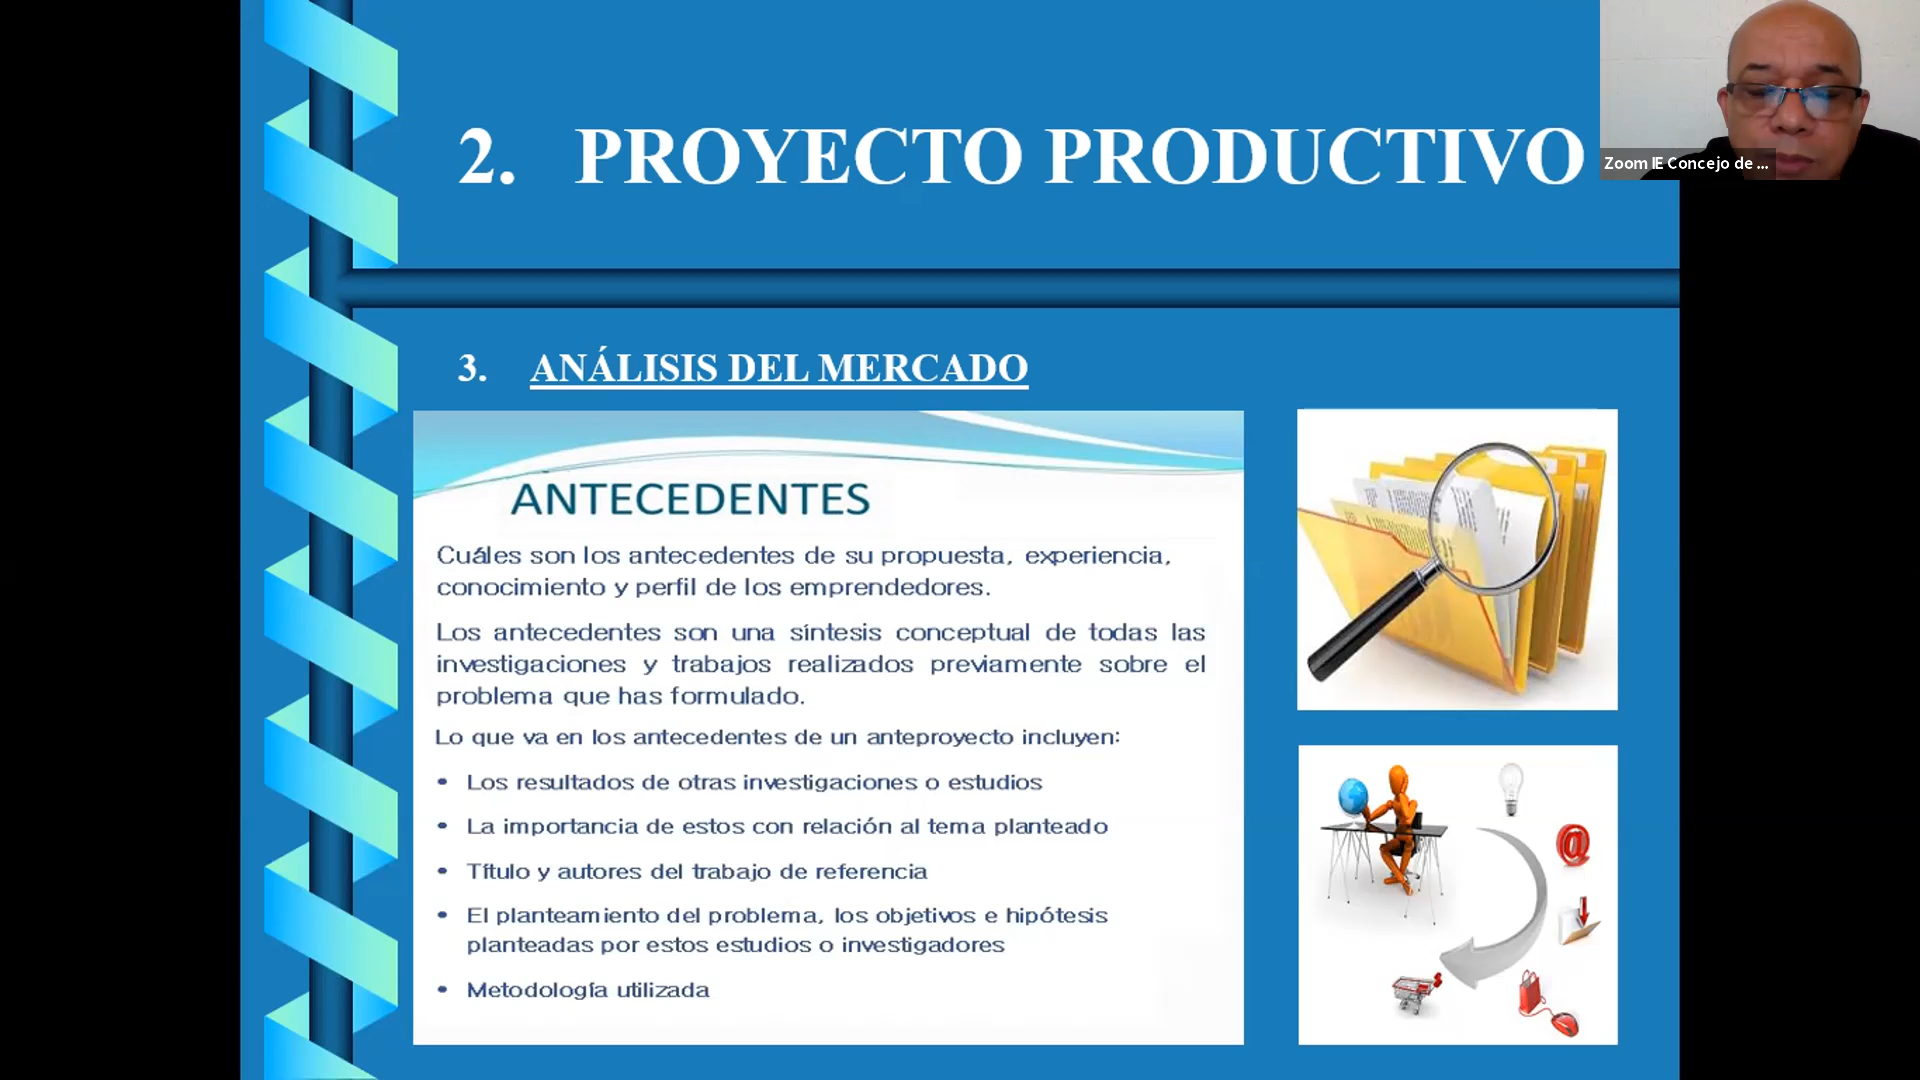 2. PROYECTO PRODUCTIVO
Zoom IE Concejo de ...
3. ANÁLISIS DEL MERCADO
ANTECEDENTES
Cuáles son los antecedentes de su propuesta, experiencia,
conocimiento y perfil de los emprendedores.
Los antecedentes son una síntesis conceptual de todas las
investigaciones y trabajos realizados previamente sobre el
problema que has formulado.
Lo que va en los antecedentes de un anteproyecto incluyen:
• Los resultados de otras investigaciones o estudios
• La importancia de estos con relación al tema planteado
• Título y autores del trabajo de referencia
• El planteamiento del problema, los objetivos e hipótesis
planteadas por estos estudios o investigadores
• Metodología utilizada
@